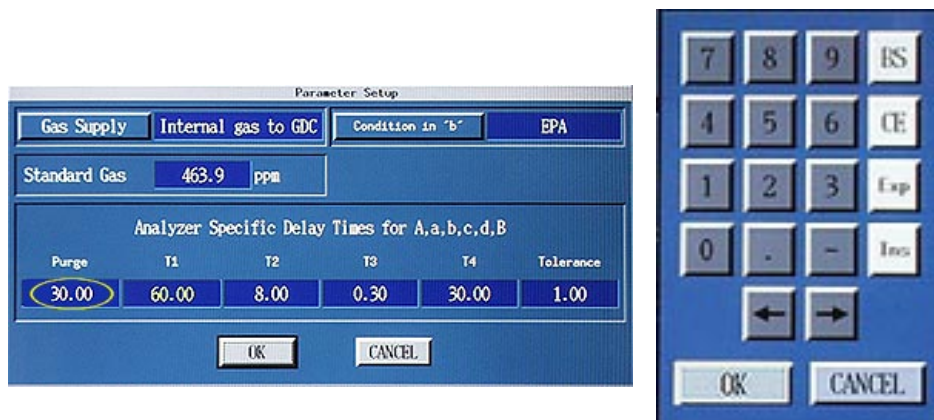 Parameter Setup
Gas Supply Internal gas to GDC Condition in "b" EPA
Standard Gas 463.9 ppm
Analyzer Specific Delay Times for A,a,b,c,d,B
Purge T1 T2 T3 T4 Tolerance
30.00 60.00 8.00 0.30 30.00 1.00
OK CANCEL
7 8 9 BS
4 5 6 CE
1 2 3 Exp
0 . - Ins
← →
OK CANCEL